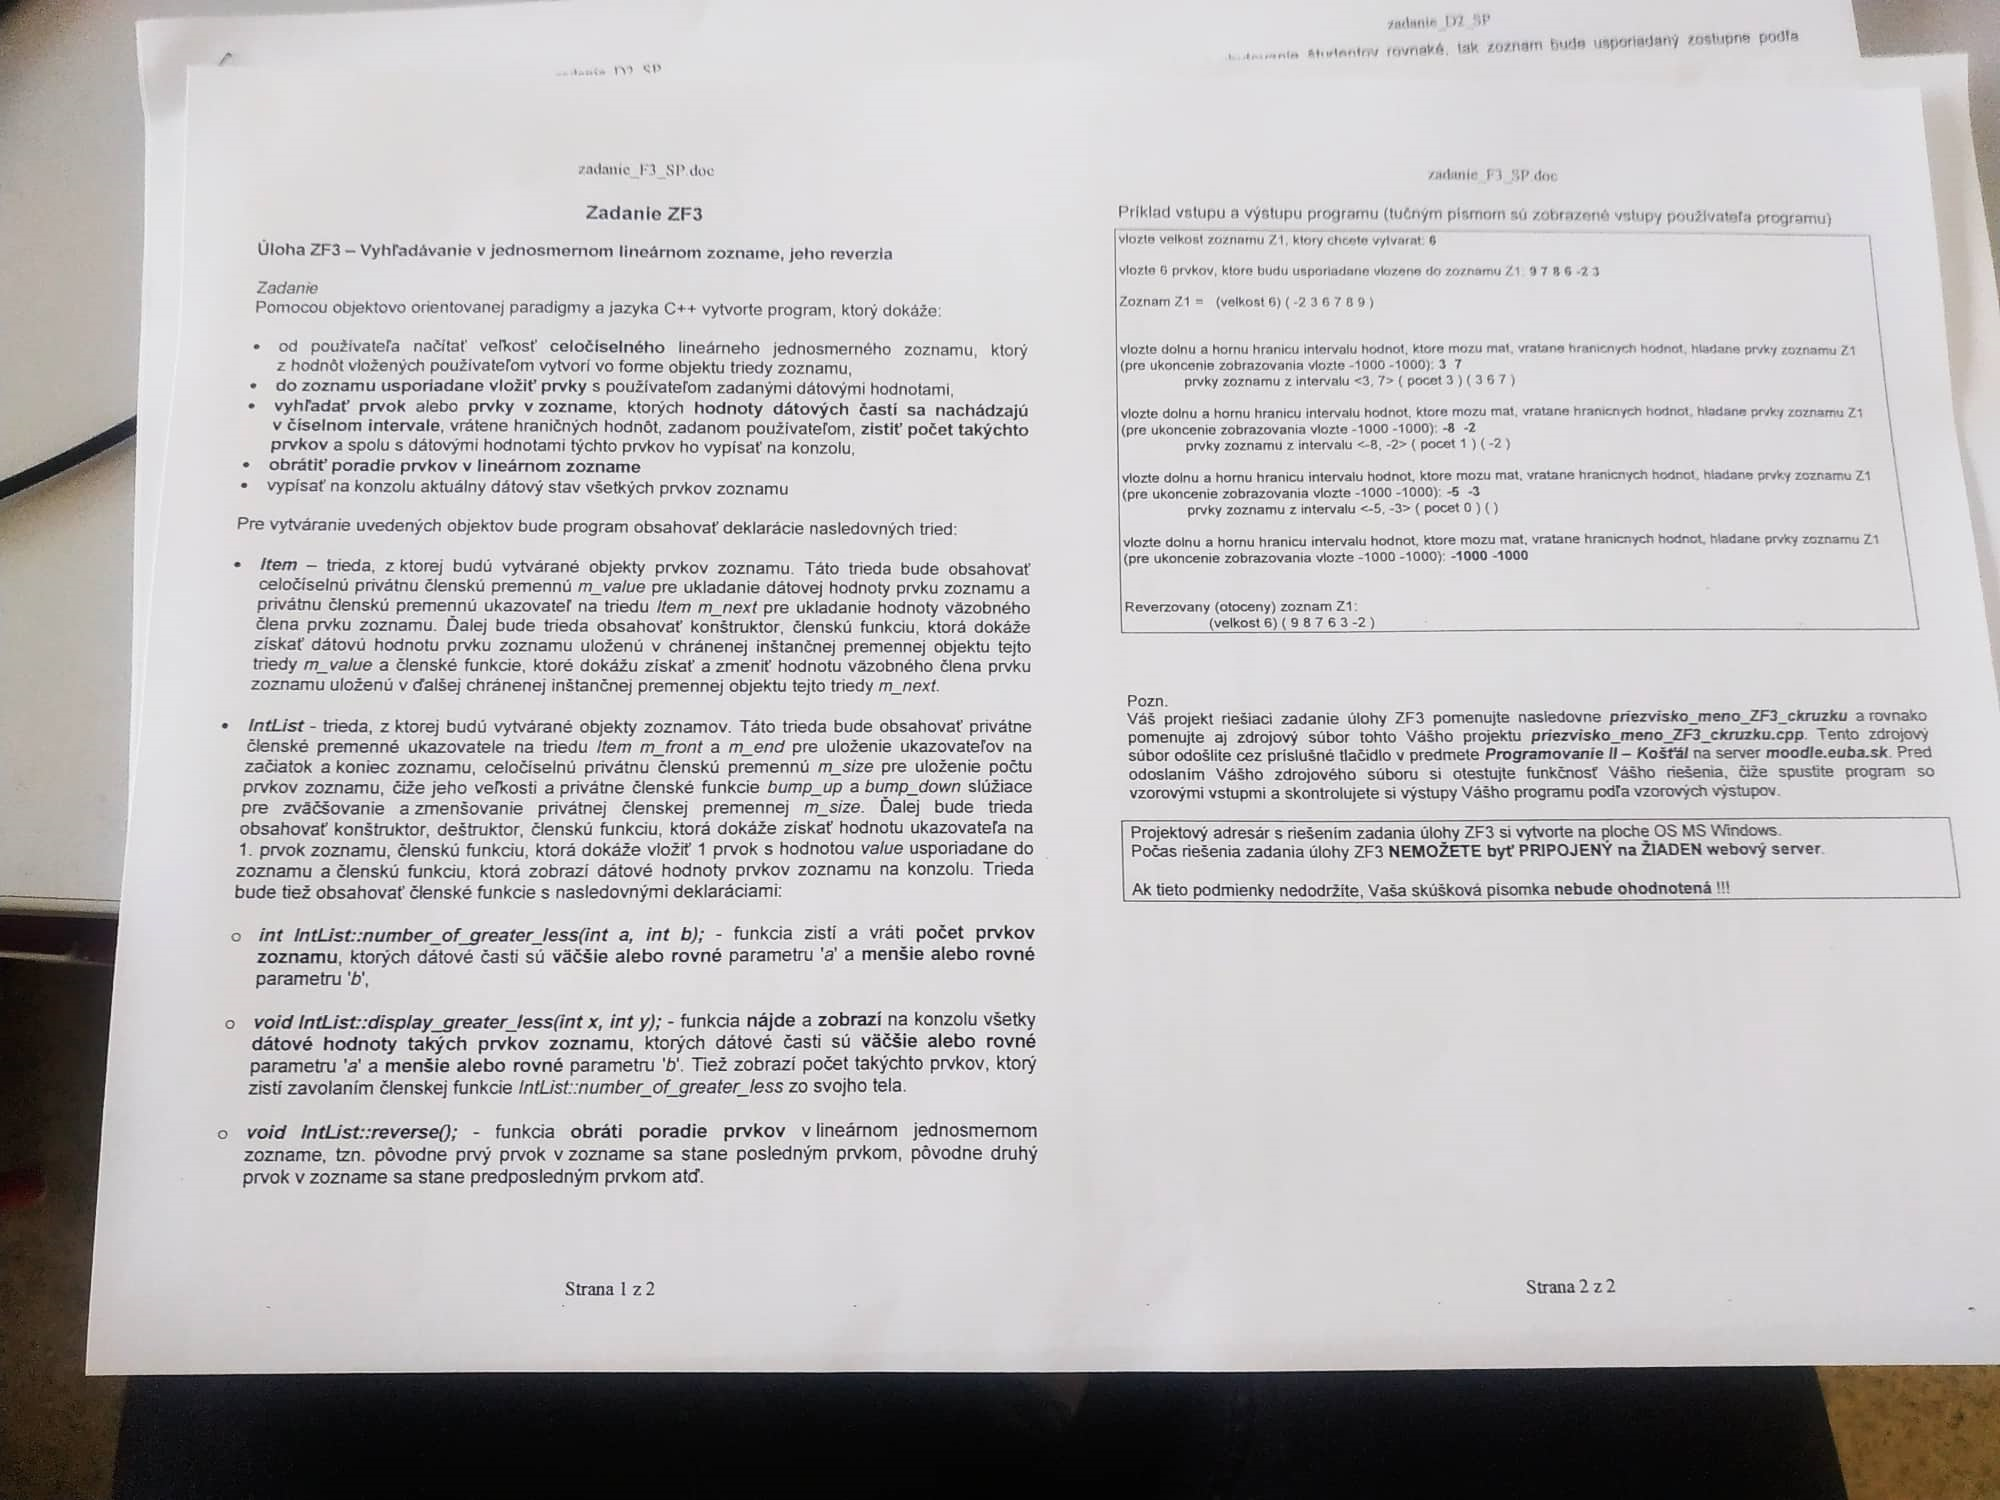 zadanie_D2_SP
študentov rovnaké, tak zoznam bude usporiadaný zostupne podľa
zadanie_D2_SP
zadanie_F3_SP.doc
Zadanie ZF3
Úloha ZF3 – Vyhľadávanie v jednosmernom lineárnom zozname, jeho reverzia
Zadanie
Pomocou objektovo orientovanej paradigmy a jazyka C++ vytvorte program, ktorý dokáže:
• od používateľa načítať veľkosť celočíselného lineárneho jednosmerného zoznamu, ktorý
z hodnôt vložených používateľom vytvorí vo forme objektu triedy zoznamu,
• do zoznamu usporiadane vložiť prvky s používateľom zadanými dátovými hodnotami,
• vyhľadať prvok alebo prvky v zozname, ktorých hodnoty dátových častí sa nachádzajú
v číselnom intervale, vrátene hraničných hodnôt, zadanom používateľom, zistiť počet takýchto
prvkov a spolu s dátovými hodnotami týchto prvkov ho vypísať na konzolu,
• obrátiť poradie prvkov v lineárnom zozname
• vypísať na konzolu aktuálny dátový stav všetkých prvkov zoznamu
Pre vytváranie uvedených objektov bude program obsahovať deklarácie nasledovných tried:
• Item – trieda, z ktorej budú vytvárané objekty prvkov zoznamu. Táto trieda bude obsahovať
celočíselnú privátnu členskú premennú m_value pre ukladanie dátovej hodnoty prvku zoznamu a
privátnu členskú premennú ukazovateľ na triedu Item m_next pre ukladanie hodnoty väzobného
člena prvku zoznamu. Ďalej bude trieda obsahovať konštruktor, členskú funkciu, ktorá dokáže
získať dátovú hodnotu prvku zoznamu uloženú v chránenej inštančnej premennej objektu tejto
triedy m_value a členské funkcie, ktoré dokážu získať a zmeniť hodnotu väzobného člena prvku
zoznamu uloženú v ďalšej chránenej inštančnej premennej objektu tejto triedy m_next.
• IntList - trieda, z ktorej budú vytvárané objekty zoznamov. Táto trieda bude obsahovať privátne
členské premenné ukazovatele na triedu Item m_front a m_end pre uloženie ukazovateľov na
začiatok a koniec zoznamu, celočíselnú privátnu členskú premennú m_size pre uloženie počtu
prvkov zoznamu, čiže jeho veľkosti a privátne členské funkcie bump_up a bump_down slúžiace
pre zväčšovanie a zmenšovanie privátnej členskej premennej m_size. Ďalej bude trieda
obsahovať konštruktor, deštruktor, členskú funkciu, ktorá dokáže získať hodnotu ukazovateľa na
1. prvok zoznamu, členskú funkciu, ktorá dokáže vložiť 1 prvok s hodnotou value usporiadane do
zoznamu a členskú funkciu, ktorá zobrazí dátové hodnoty prvkov zoznamu na konzolu. Trieda
bude tiež obsahovať členské funkcie s nasledovnými deklaráciami:
o int IntList::number_of_greater_less(int a, int b); - funkcia zistí a vráti počet prvkov
zoznamu, ktorých dátové časti sú väčšie alebo rovné parametru 'a' a menšie alebo rovné
parametru 'b',
o void IntList::display_greater_less(int x, int y); - funkcia nájde a zobrazí na konzolu všetky
dátové hodnoty takých prvkov zoznamu, ktorých dátové časti sú väčšie alebo rovné
parametru 'a' a menšie alebo rovné parametru 'b'. Tiež zobrazí počet takýchto prvkov, ktorý
zistí zavolaním členskej funkcie IntList::number_of_greater_less zo svojho tela.
o void IntList::reverse(); - funkcia obráti poradie prvkov v lineárnom jednosmernom
zozname, tzn. pôvodne prvý prvok v zozname sa stane posledným prvkom, pôvodne druhý
prvok v zozname sa stane predposledným prvkom atď.
Strana 1 z 2
zadanie_F3_SP.doc
Príklad vstupu a výstupu programu (tučným písmom sú zobrazené vstupy používateľa programu)
vlozte velkost zoznamu Z1, ktory chcete vytvarat: 6
vlozte 6 prvkov, ktore budu usporiadane vlozene do zoznamu Z1: 9 7 8 6 -2 3
Zoznam Z1 = (velkost 6) ( -2 3 6 7 8 9 )
vlozte dolnu a hornu hranicu intervalu hodnot, ktore mozu mat, vratane hranicnych hodnot, hladane prvky zoznamu Z1
(pre ukoncenie zobrazovania vlozte -1000 -1000): 3 7
prvky zoznamu z intervalu <3, 7> ( pocet 3 ) ( 3 6 7 )
vlozte dolnu a hornu hranicu intervalu hodnot, ktore mozu mat, vratane hranicnych hodnot, hladane prvky zoznamu Z1
(pre ukoncenie zobrazovania vlozte -1000 -1000): -8 -2
prvky zoznamu z intervalu <-8, -2> ( pocet 1 ) ( -2 )
vlozte dolnu a hornu hranicu intervalu hodnot, ktore mozu mat, vratane hranicnych hodnot, hladane prvky zoznamu Z1
(pre ukoncenie zobrazovania vlozte -1000 -1000): -5 -3
prvky zoznamu z intervalu <-5, -3> ( pocet 0 ) ( )
vlozte dolnu a hornu hranicu intervalu hodnot, ktore mozu mat, vratane hranicnych hodnot, hladane prvky zoznamu Z1
(pre ukoncenie zobrazovania vlozte -1000 -1000): -1000 -1000
Reverzovany (otoceny) zoznam Z1:
(velkost 6) ( 9 8 7 6 3 -2 )
Pozn.
Váš projekt riešiaci zadanie úlohy ZF3 pomenujte nasledovne priezvisko_meno_ZF3_ckruzku a rovnako
pomenujte aj zdrojový súbor tohto Vášho projektu priezvisko_meno_ZF3_ckruzku.cpp. Tento zdrojový
súbor odošlite cez príslušné tlačidlo v predmete Programovanie II – Košťál na server moodle.euba.sk. Pred
odoslaním Vášho zdrojového súboru si otestujte funkčnosť Vášho riešenia, čiže spustite program so
vzorovými vstupmi a skontrolujete si výstupy Vášho programu podľa vzorových výstupov.
Projektový adresár s riešením zadania úlohy ZF3 si vytvorte na ploche OS MS Windows.
Počas riešenia zadania úlohy ZF3 NEMOŽETE byť PRIPOJENÝ na ŽIADEN webový server.
Ak tieto podmienky nedodržíte, Vaša skúšková písomka nebude ohodnotená !!!
Strana 2 z 2